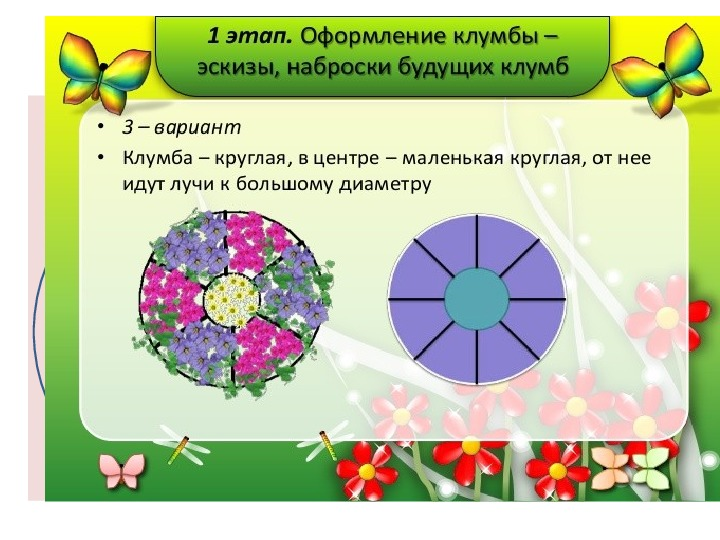 1 этап. Оформление клумбы –
эскизы, наброски будущих клумб
• 3 – вариант
• Клумба – круглая, в центре – маленькая круглая, от нее
идут лучи к большому диаметру